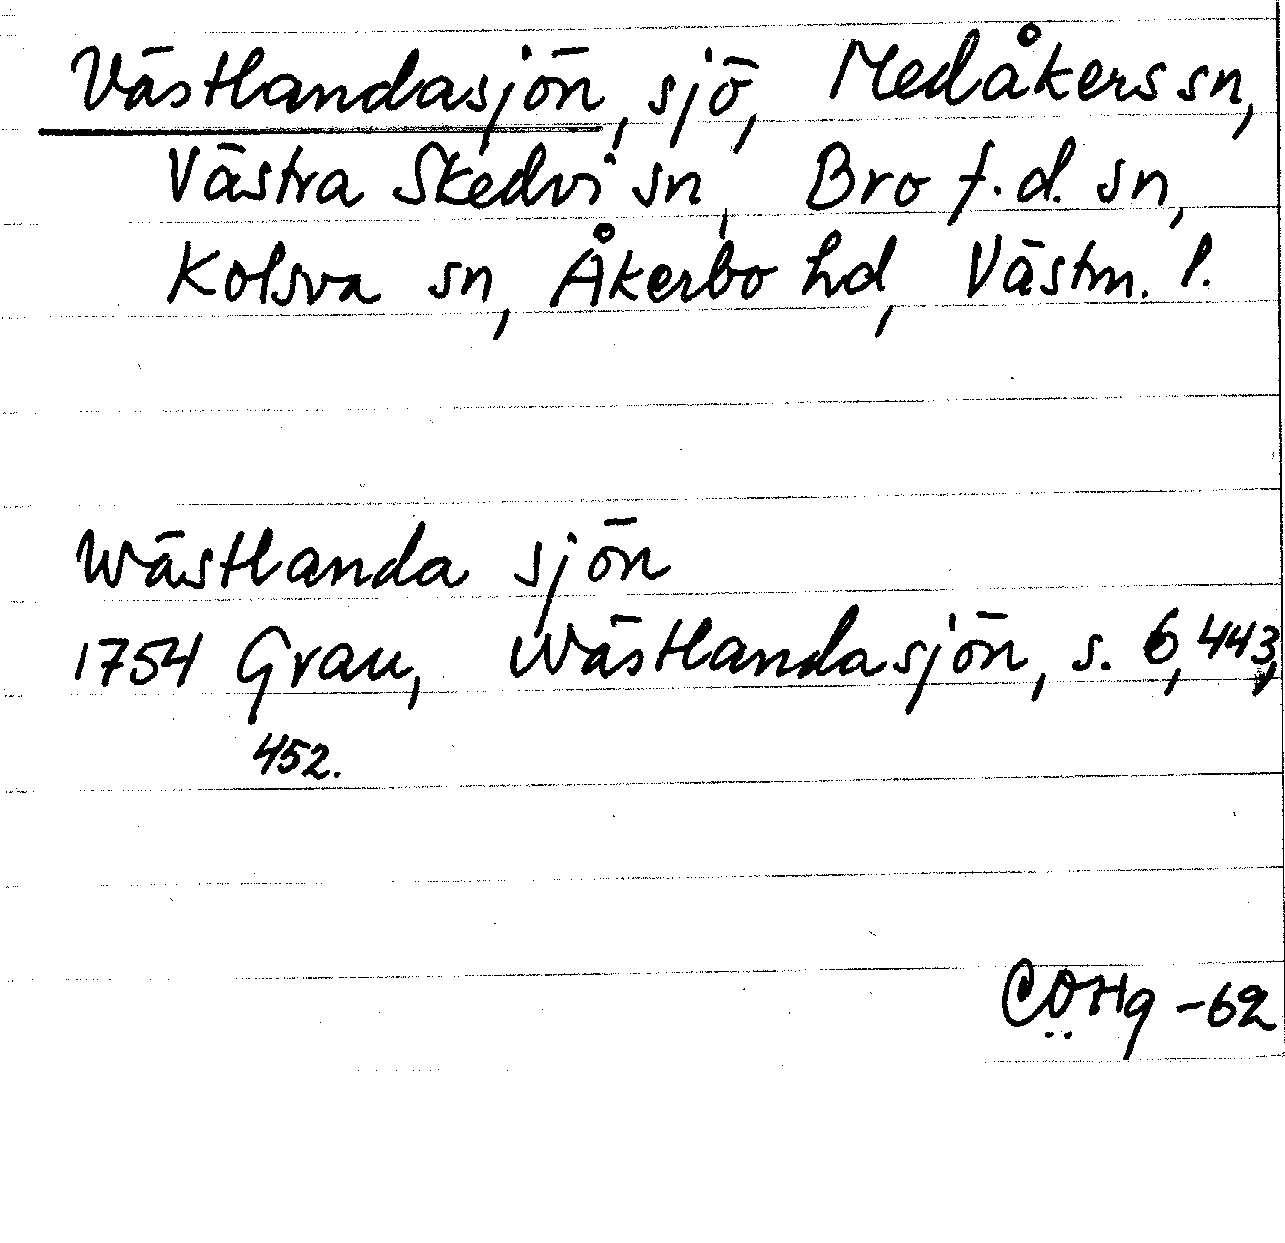 Västlandasjön, sjö, Medåkers sn,
Västra Skedvi sn, Bro f.d. sn,
Kolsva sn, Åkerbo hd, Västm. l.
Wästlanda sjön
1754 Grau, Wästlandasjön, s. 6, 443,
452.
CÖHg -62